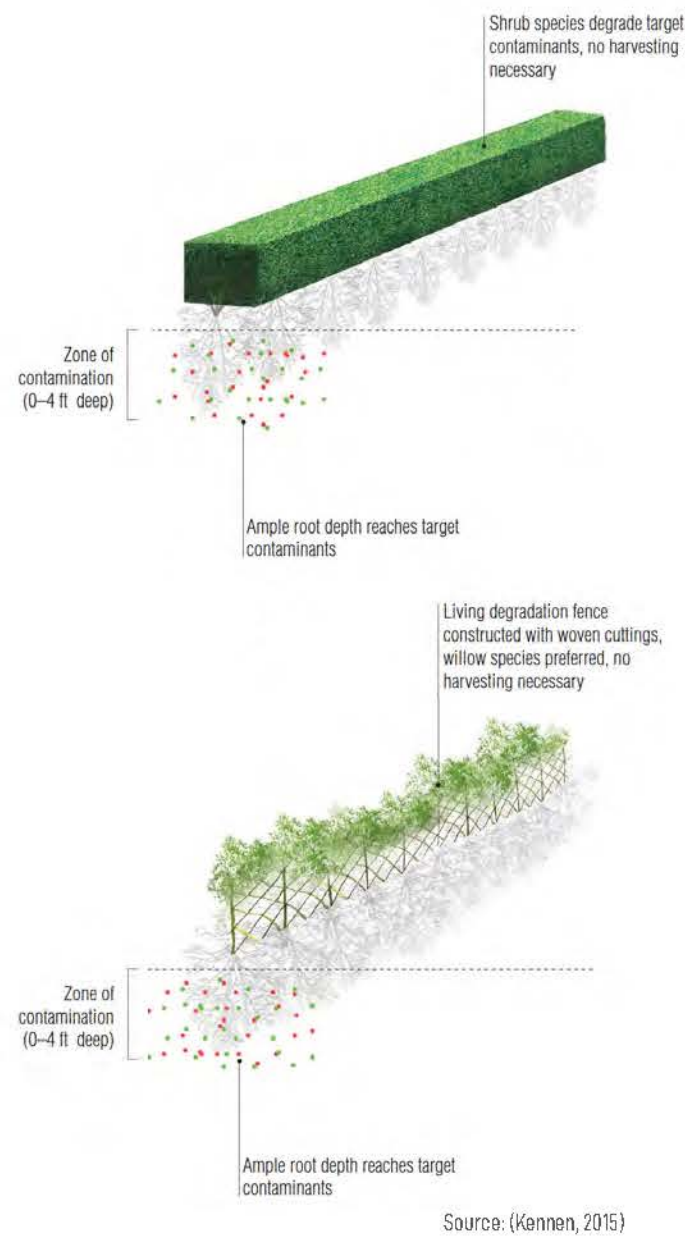 Shrub species degrade target
contaminants, no harvesting
necessary
Zone of
contamination
(0–4 ft deep)
Ample root depth reaches target
contaminants
Living degradation fence
constructed with woven cuttings,
willow species preferred, no
harvesting necessary
Zone of
contamination
(0–4 ft deep)
Ample root depth reaches target
contaminants
Source: (Kennen, 2015)